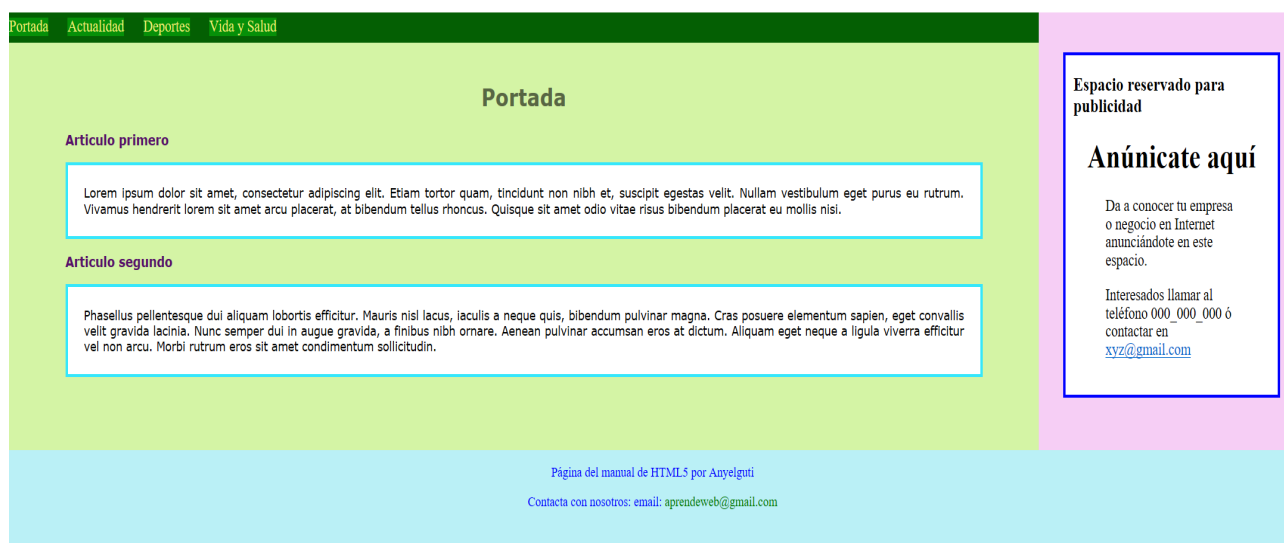 Portada Actualidad Deportes Vida y Salud
Portada
Articulo primero
Lorem ipsum dolor sit amet, consectetur adipiscing elit. Etiam tortor quam, tincidunt non nibh et, suscipit egestas velit. Nullam vestibulum eget purus eu rutrum.
Vivamus hendrerit lorem sit amet arcu placerat, at bibendum tellus rhoncus. Quisque sit amet odio vitae risus bibendum placerat eu mollis nisi.
Articulo segundo
Phasellus pellentesque dui aliquam lobortis efficitur. Mauris nisl lacus, iaculis a neque quis, bibendum pulvinar magna. Cras posuere elementum sapien, eget convallis
velit gravida lacinia. Nunc semper dui in augue gravida, a finibus nibh ornare. Aenean pulvinar accumsan eros at dictum. Aliquam eget neque a ligula viverra efficitur
vel non arcu. Morbi rutrum eros sit amet condimentum sollicitudin.
Espacio reservado para
publicidad
Anúnicate aquí
Da a conocer tu empresa
o negocio en Internet
anunciándote en este
espacio.
Interesados llamar al
teléfono 000_000_000 ó
contactar en
xyz@gmail.com
Página del manual de HTML5 por Anyelguti
Contacta con nosotros: email: aprendeweb@gmail.com